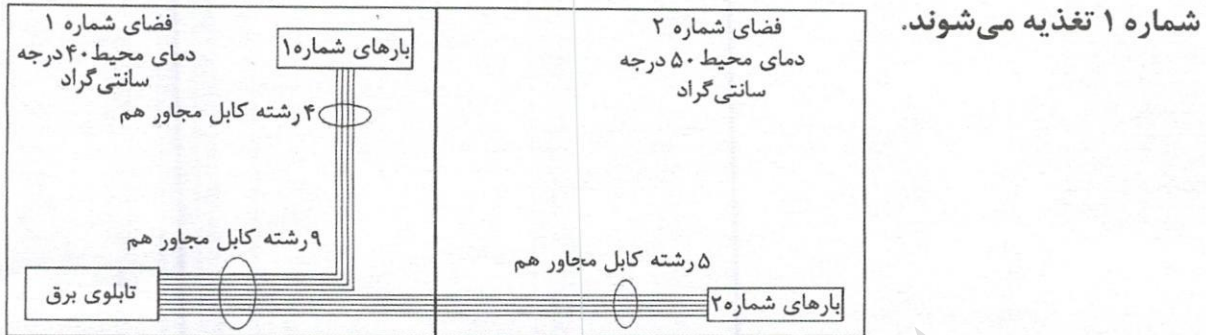 شماره ۱ تغذیه می‌شوند.
فضای شماره ۱
دمای محیط ۴۰ درجه
سانتی‌گراد
بارهای شماره۱
۴ رشته کابل مجاور هم
۹ رشته کابل مجاور هم
تابلوی برق
فضای شماره ۲
دمای محیط ۵۰ درجه
سانتی‌گراد
۵ رشته کابل مجاور هم
بارهای شماره۲